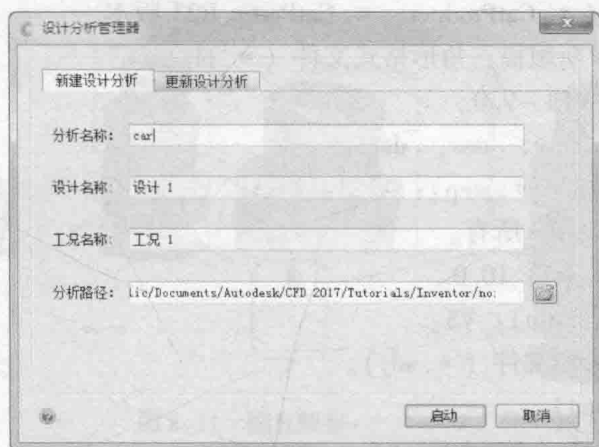 设计分析管理器
新建设计分析 更新设计分析
分析名称： car
设计名称： 设计 1
工况名称： 工况 1
分析路径： lic/Documents/Autodesk/CFD 2017/Tutorials/Inventor/no
启动 取消